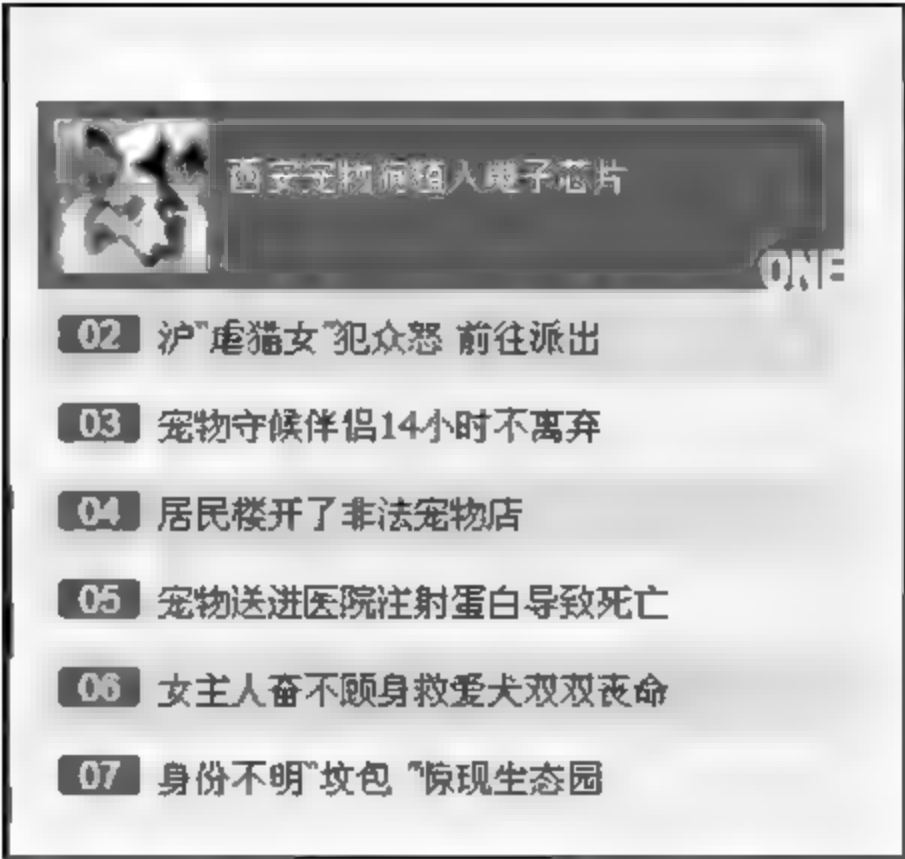 西安宠物狗植入电子芯片
ONE
02 沪"虐猫女"犯众怒 前往派出
03 宠物守候伴侣14小时不离弃
04 居民楼开了非法宠物店
05 宠物送进医院注射蛋白导致死亡
06 女主人奋不顾身救爱犬双双丧命
07 身份不明"坟包 "惊现生态园